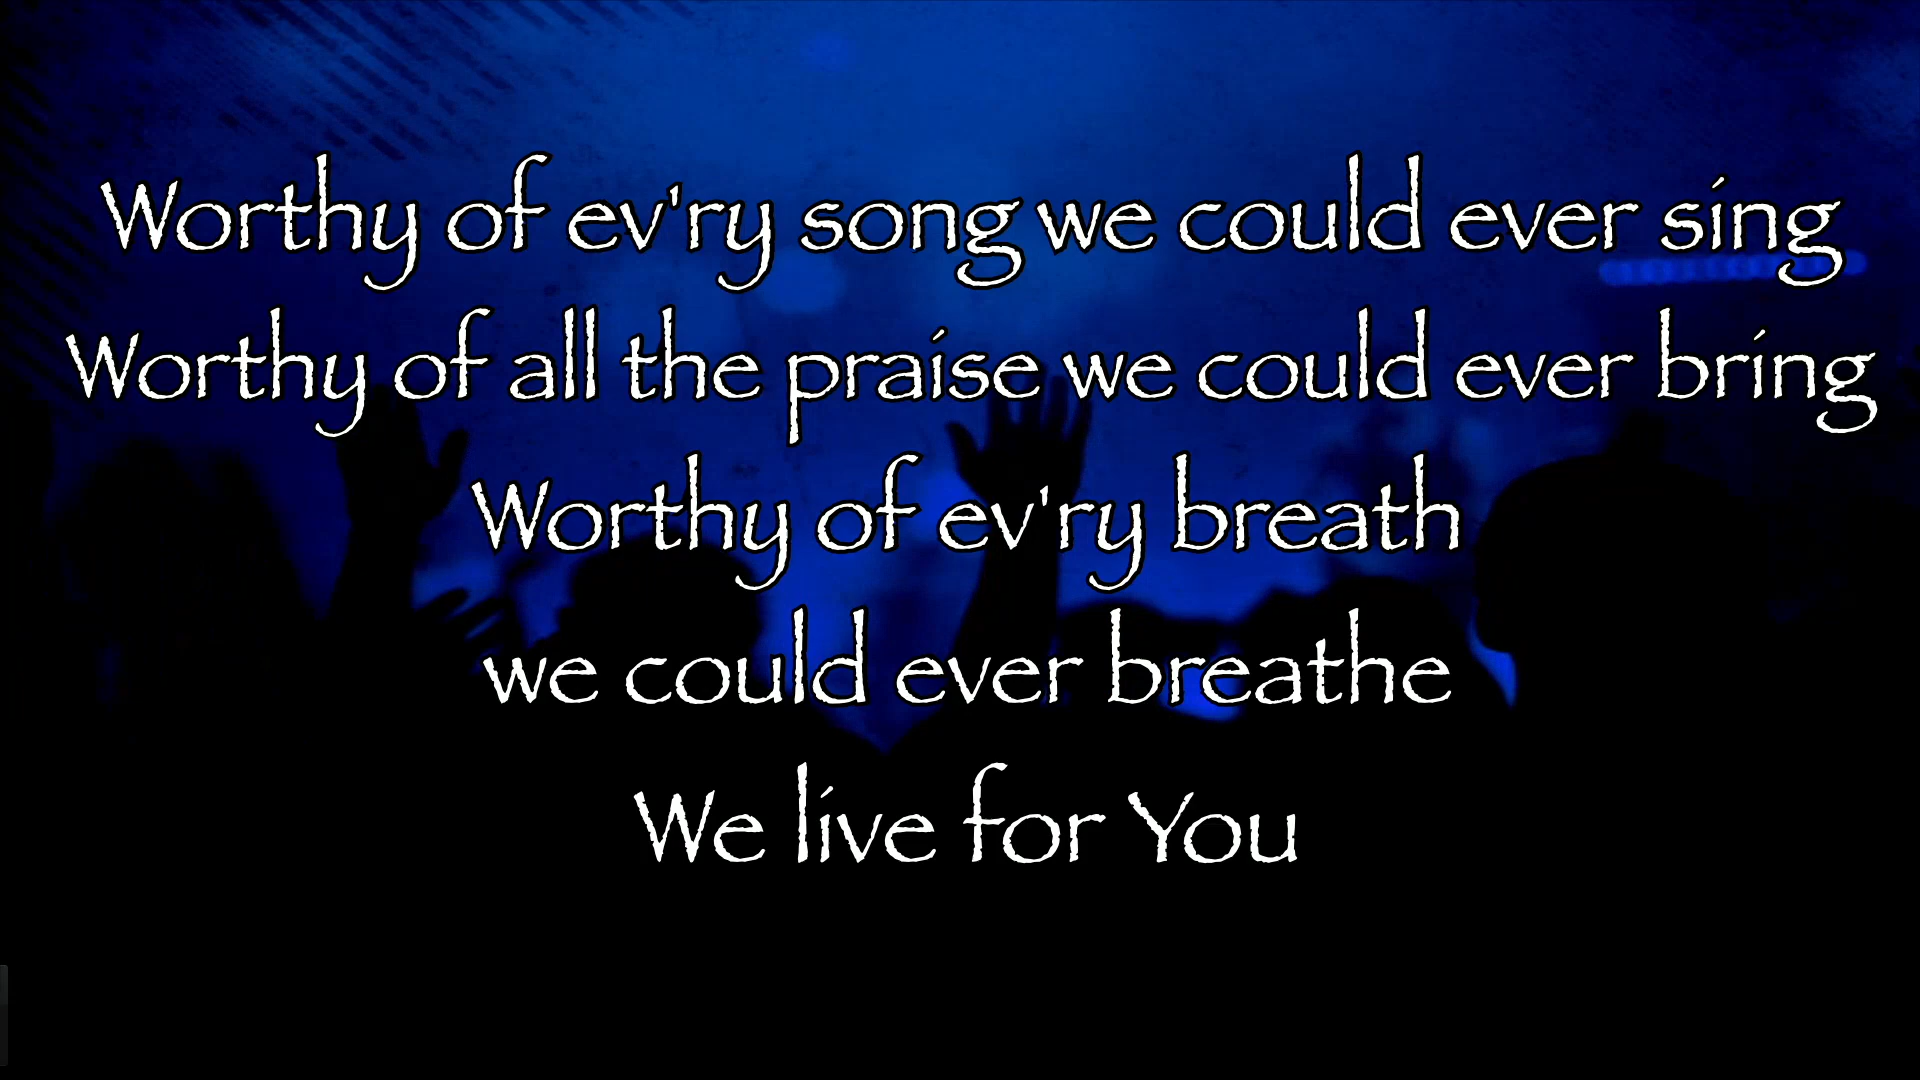 Worthy of ev'ry song we could ever sing
Worthy of all the praise we could ever bring
Worthy of ev'ry breath
we could ever breathe
We live for You